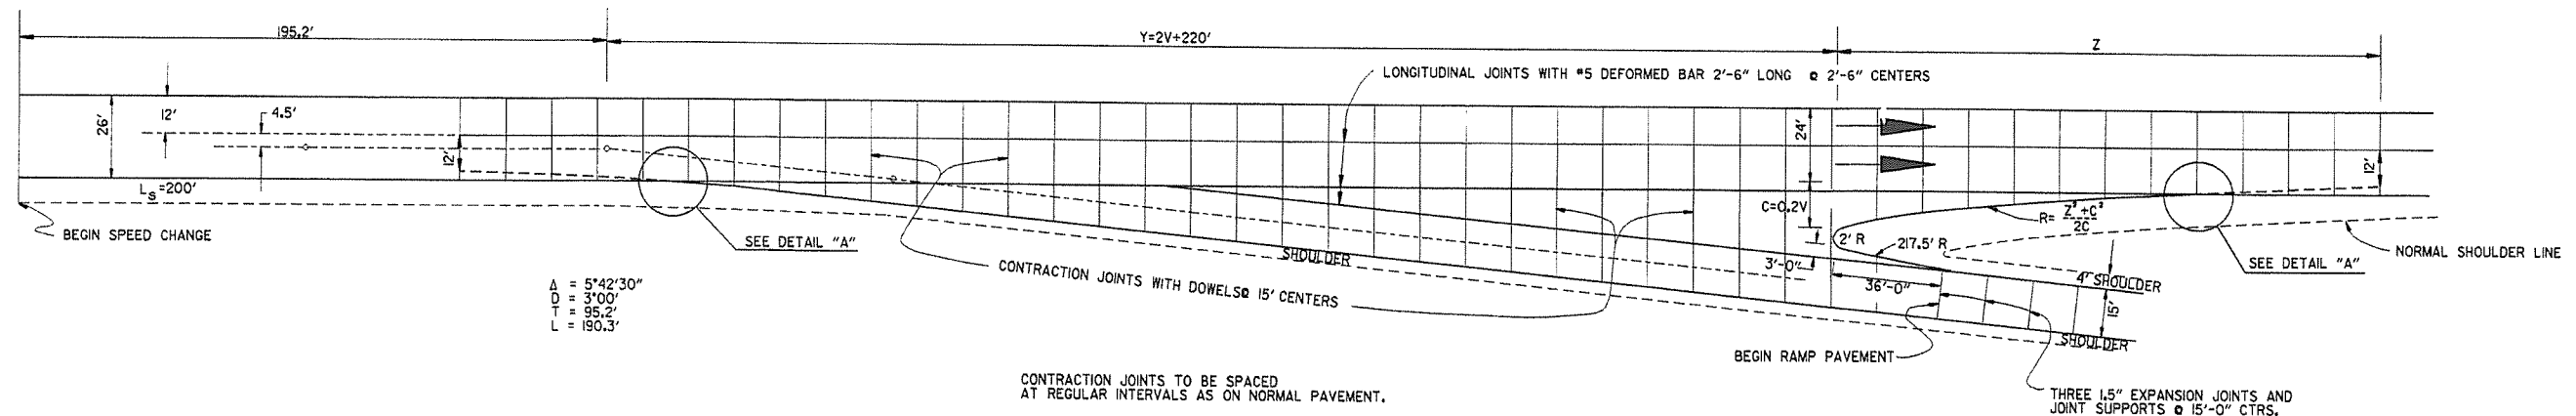 195.2'
Y=2V+220'
Z
LONGITUDINAL JOINTS WITH #5 DEFORMED BAR 2'-6" LONG @ 2'-6" CENTERS
12'
4.5'
26'
12'
24'
12'
Ls=200'
C=0.2V
R= Z²+C²
2C
BEGIN SPEED CHANGE
SEE DETAIL "A"
2' R
217.5' R
SHOULDER
3'-0"
NORMAL SHOULDER LINE
SEE DETAIL "A"
CONTRACTION JOINTS WITH DOWELS@ 15' CENTERS
36'-0"
4' SHOULDER
15'
SHOULDER
Δ = 5°42'30"
D = 3°00'
T = 95.2'
L = 190.3'
BEGIN RAMP PAVEMENT
CONTRACTION JOINTS TO BE SPACED
AT REGULAR INTERVALS AS ON NORMAL PAVEMENT.
THREE 1.5" EXPANSION JOINTS AND
JOINT SUPPORTS @ 15'-0" CTRS.